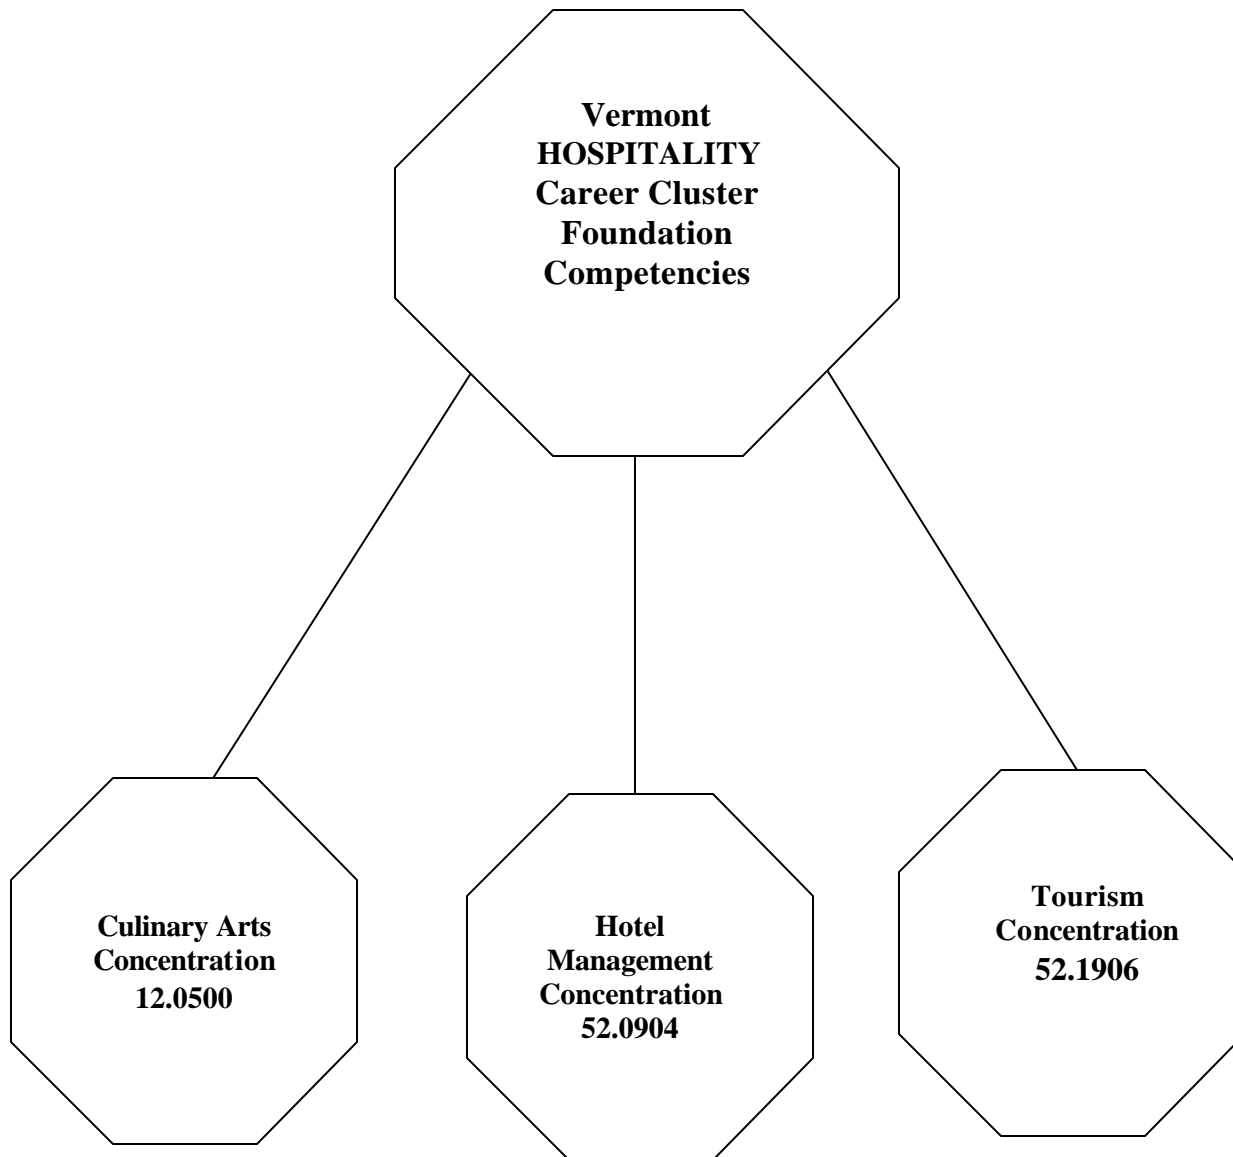 Vermont
HOSPITALITY
Career Cluster
Foundation
Competencies
Culinary Arts
Concentration
12.0500
Hotel
Management
Concentration
52.0904
Tourism
Concentration
52.1906